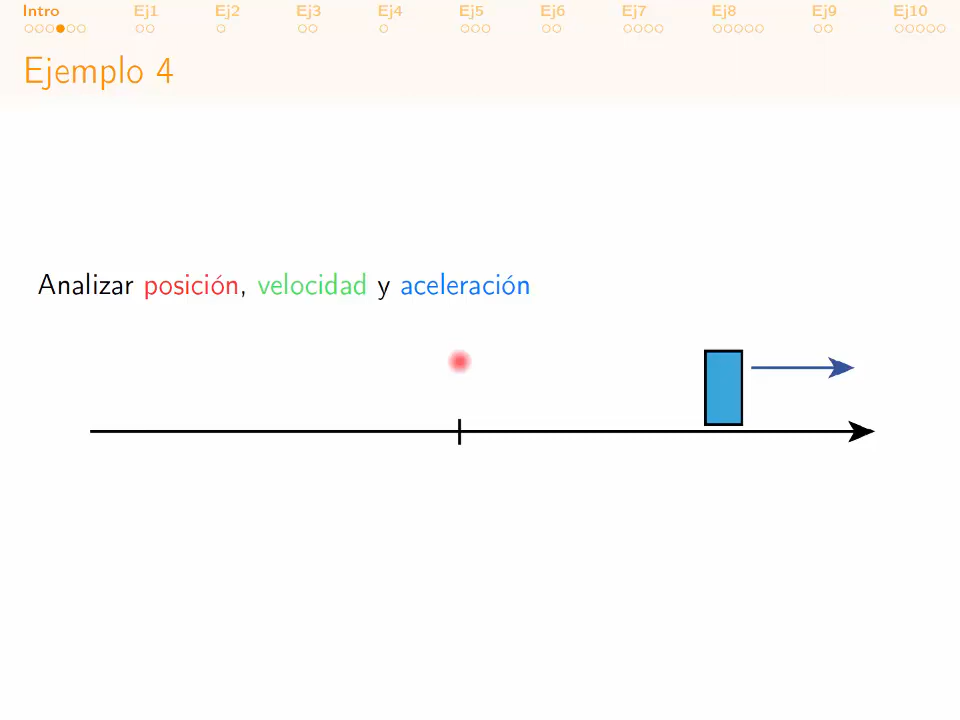 Intro Ej1 Ej2 Ej3 Ej4 Ej5 Ej6 Ej7 Ej8 Ej9 Ej10
Ejemplo 4
Analizar posición, velocidad y aceleración